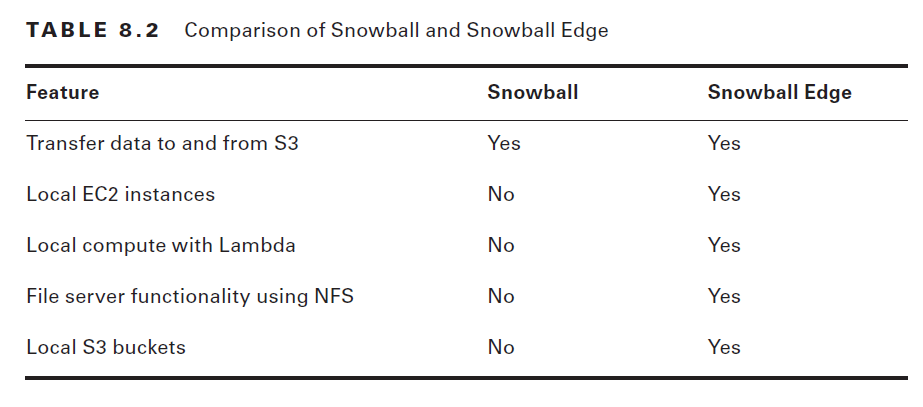 TABLE 8.2 Comparison of Snowball and Snowball Edge
Feature Snowball Snowball Edge
Transfer data to and from S3 Yes Yes
Local EC2 instances No Yes
Local compute with Lambda No Yes
File server functionality using NFS No Yes
Local S3 buckets No Yes